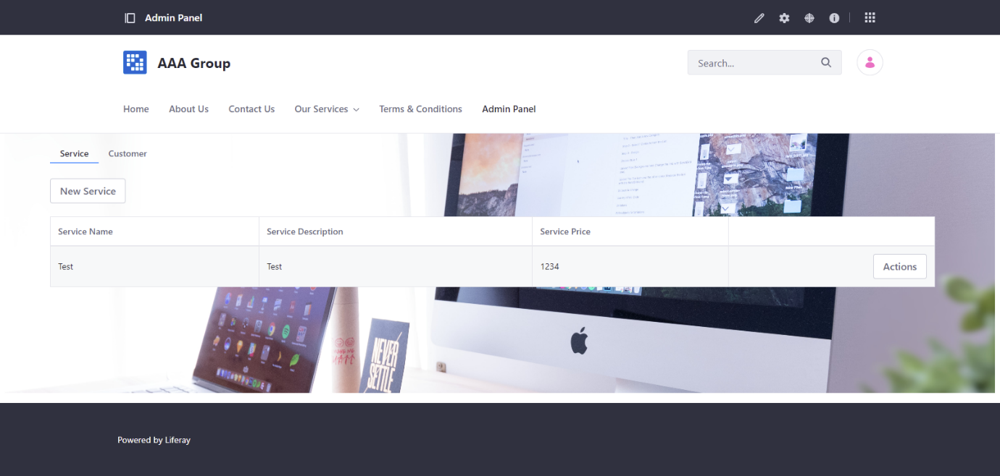 Admin Panel
AAA Group
Search...
Home About Us Contact Us Our Services Terms & Conditions Admin Panel
Service Customer
New Service
Service Name Service Description Service Price
Test Test 1234 Actions
NEVER
SETTLE
Powered by Liferay